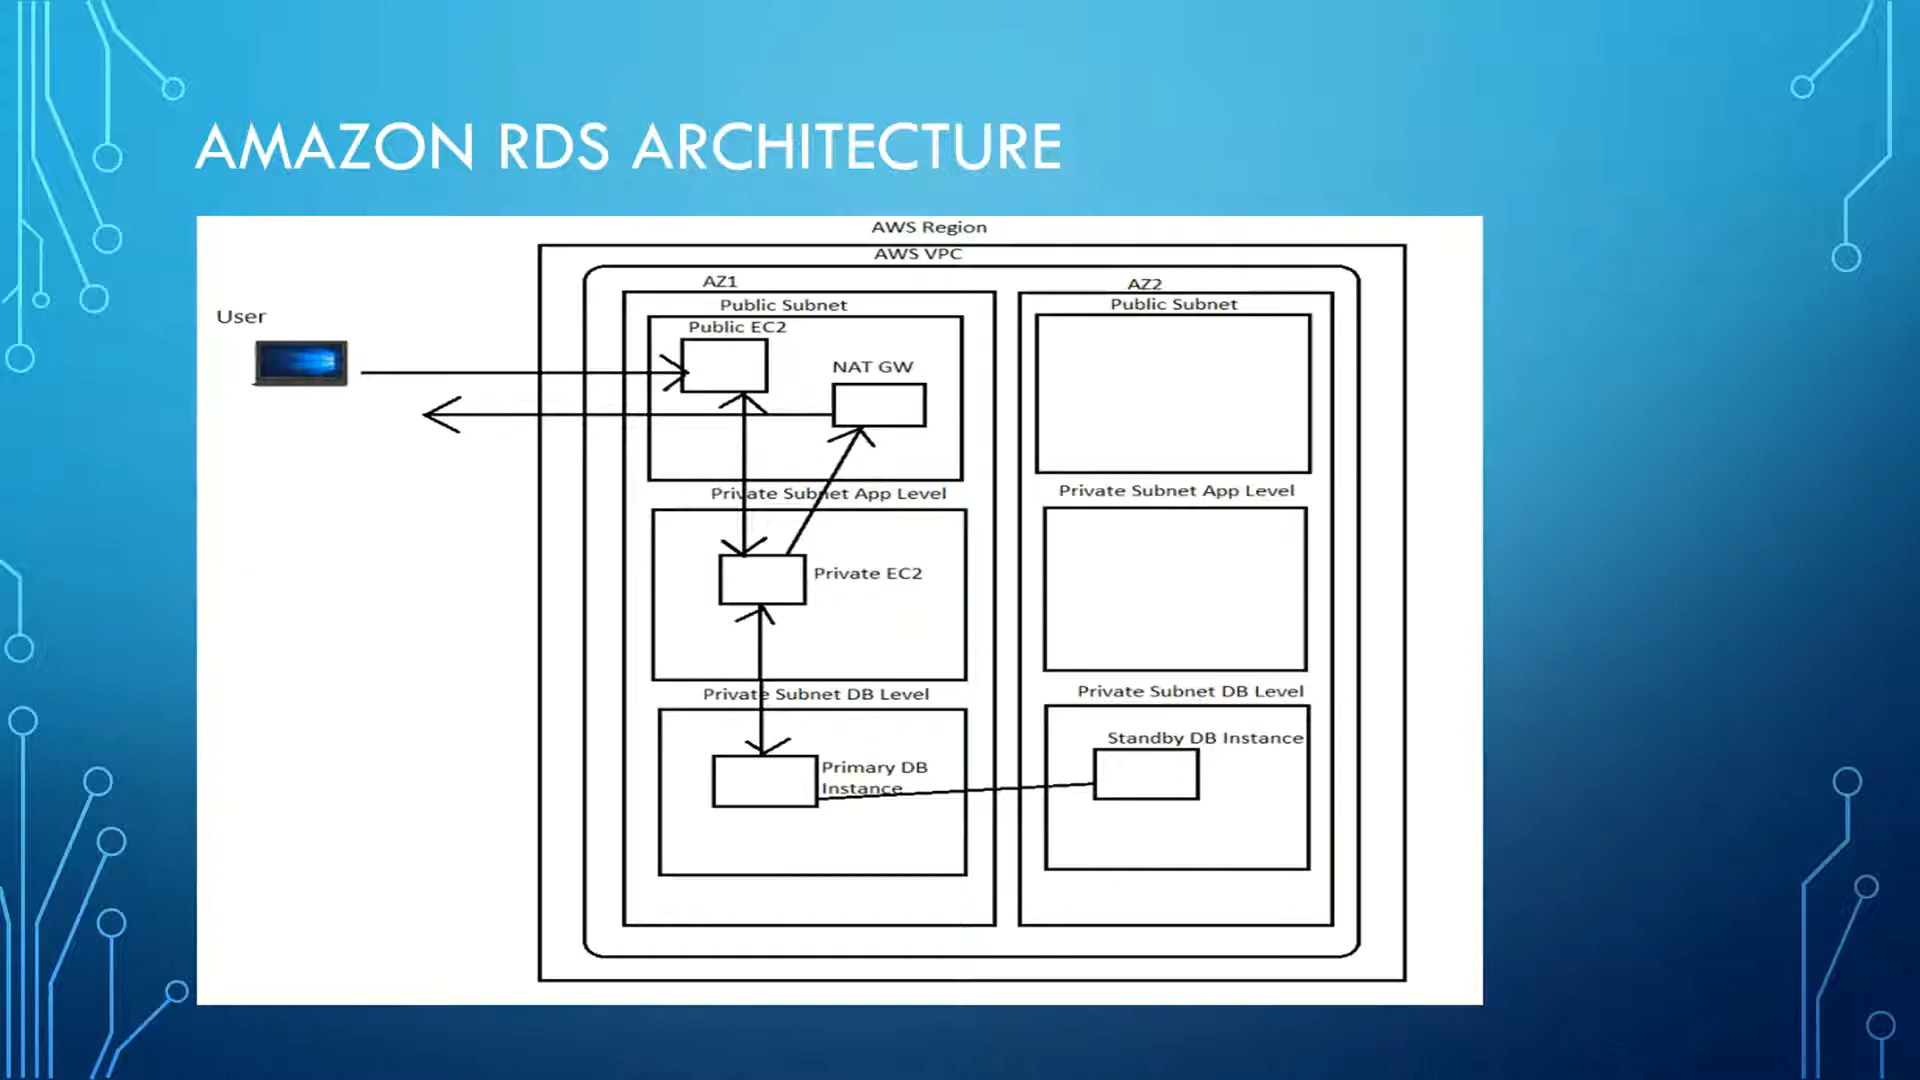 AMAZON RDS ARCHITECTURE
AWS Region
AWS VPC
AZ1
AZ2
Public Subnet
Public Subnet
User
Public EC2
NAT GW
Private Subnet App Level
Private Subnet App Level
Private EC2
Private Subnet DB Level
Private Subnet DB Level
Standby DB Instance
Primary DB
Instance